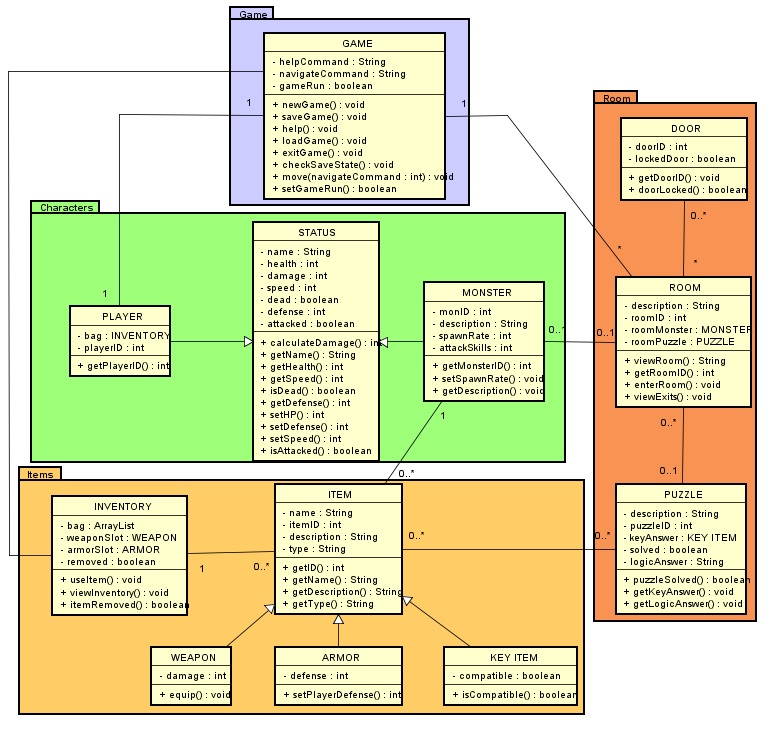 Game
GAME
- helpCommand : String
- navigateCommand : String
- gameRun : boolean
+ newGame() : void
+ saveGame() : void
+ help() : void
+ loadGame() : void
+ exitGame() : void
+ checkSaveState() : void
+ move(navigateCommand : int) : void
+ setGameRun() : boolean
1
1
Room
DOOR
- doorID : int
- lockedDoor : boolean
+ getDoorID() : void
+ doorLocked() : boolean
0..*
*
*
ROOM
- description : String
- roomID : int
- roomMonster : MONSTER
- roomPuzzle : PUZZLE
+ viewRoom() : String
+ getRoomID() : int
+ enterRoom() : void
+ viewExits() : void
0..*
0..1
PUZZLE
- description : String
- puzzleID : int
- keyAnswer : KEY ITEM
- solved : boolean
- logicAnswer : String
+ puzzleSolved() : boolean
+ getKeyAnswer() : void
+ getLogicAnswer() : void
Characters
1
PLAYER
- bag : INVENTORY
- playerID : int
+ getPlayerID() : int
STATUS
- name : String
- health : int
- damage : int
- speed : int
- dead : boolean
- defense : int
- attacked : boolean
+ calculateDamage() : int
+ getName() : String
+ getHealth() : int
+ getSpeed() : int
+ isDead() : boolean
+ getDefense() : int
+ setHP() : int
+ setDefense() : int
+ setSpeed() : int
+ isAttacked() : boolean
MONSTER
- monID : int
- description : String
- spawnRate : int
- attackSkills : int
+ getMonsterID() : int
+ setSpawnRate() : void
+ getDescription() : void
0..1
0..1
1
0..*
Items
INVENTORY
- bag : ArrayList
- weaponSlot : WEAPON
- armorSlot : ARMOR
- removed : boolean
+ useItem() : void
+ viewInventory() : void
+ itemRemoved() : boolean
1
0..*
ITEM
- name : String
- itemID : int
- description : String
- type : String
+ getID() : int
+ getName() : String
+ getDescription() : String
+ getType() : String
0..*
0..*
WEAPON
- damage : int
+ equip() : void
ARMOR
- defense : int
+ setPlayerDefense() : int
KEY ITEM
- compatible : boolean
+ isCompatible() : boolean